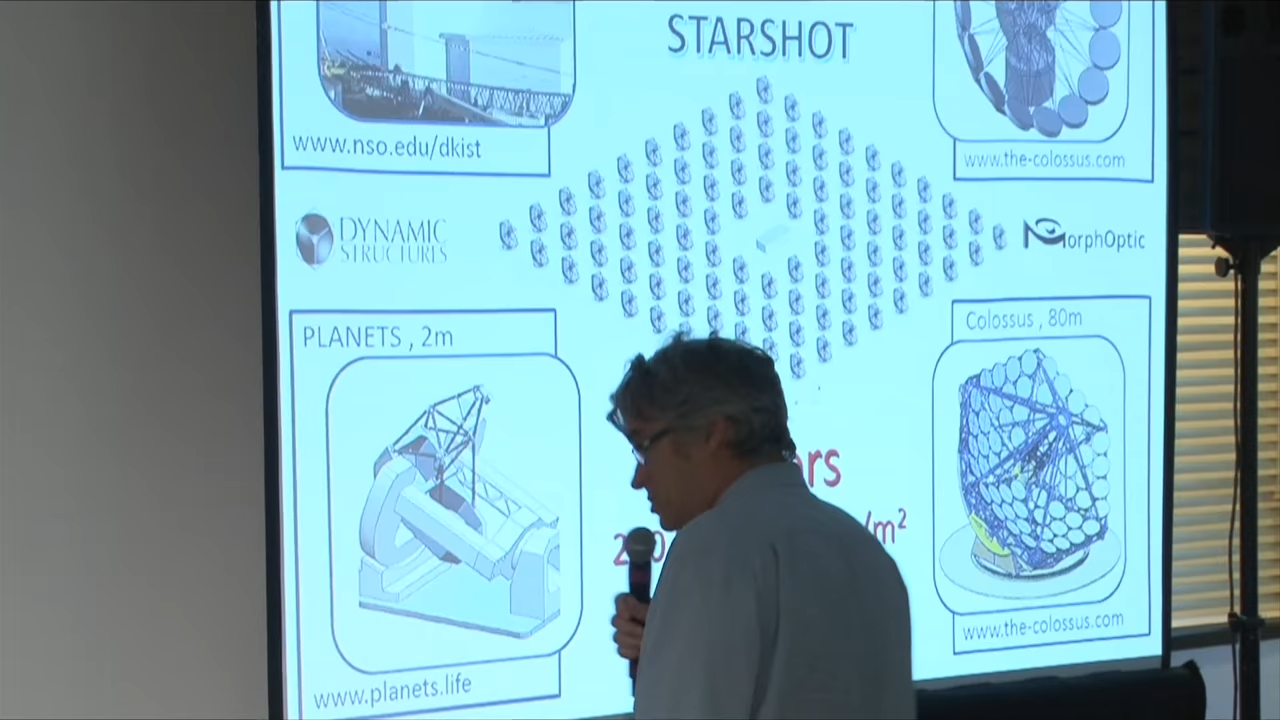 STARSHOT
www.nso.edu/dkist
www.the-colossus.com
DYNAMIC
STRUCTURES
MorphOptic
PLANETS , 2m
Colossus , 80m
/m²
www.planets.life
www.the-colossus.com